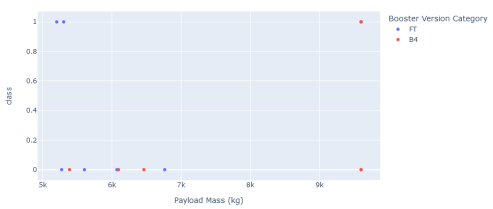 Booster Version Category
FT
B4
1
0.8
0.6
0.4
0.2
0
class
5k 6k 7k 8k 9k
Payload Mass (kg)